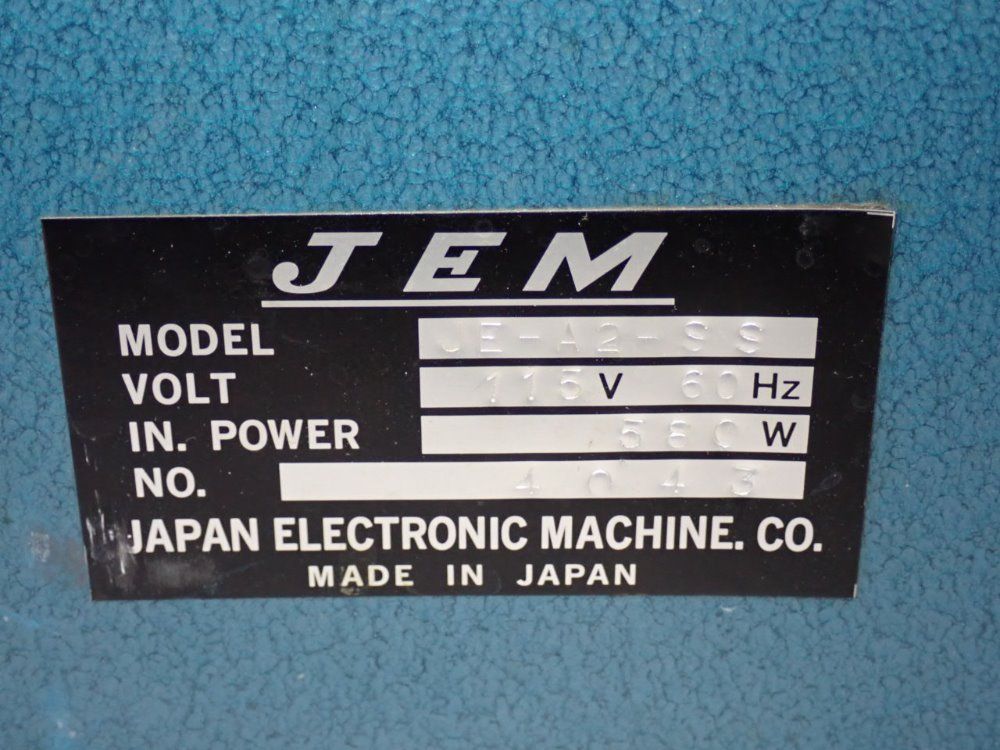 JEM
MODEL JE-A2-SS
VOLT 115V 60Hz
IN. POWER 580W
NO. 4043
JAPAN ELECTRONIC MACHINE. CO.
MADE IN JAPAN